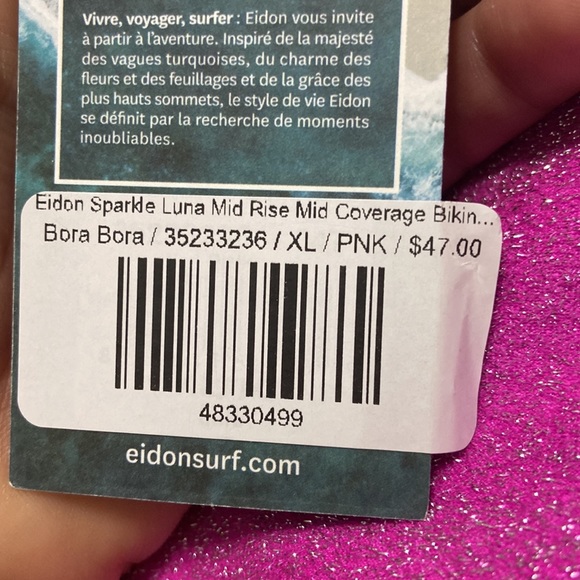 Vivre, voyager, surfer : Eidon vous invite
à partir à l'aventure. Inspiré de la majesté
des vagues turquoises, du charme des
fleurs et des feuillages et de la grâce des
plus hauts sommets, le style de vie Eidon
se définit par la recherche de moments
inoubliables.
Eidon Sparkle Luna Mid Rise Mid Coverage Bikin...
Bora Bora / 35233236 / XL / PNK / $47.00
48330499
eidonsurf.com